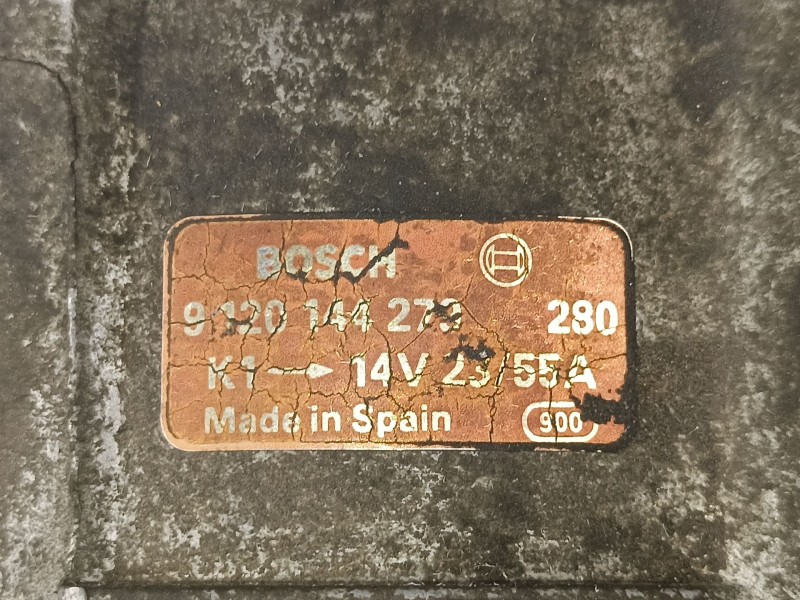 BOSCH
9 120 144 279 280
K1 → 14V 23/55A
Made in Spain 900